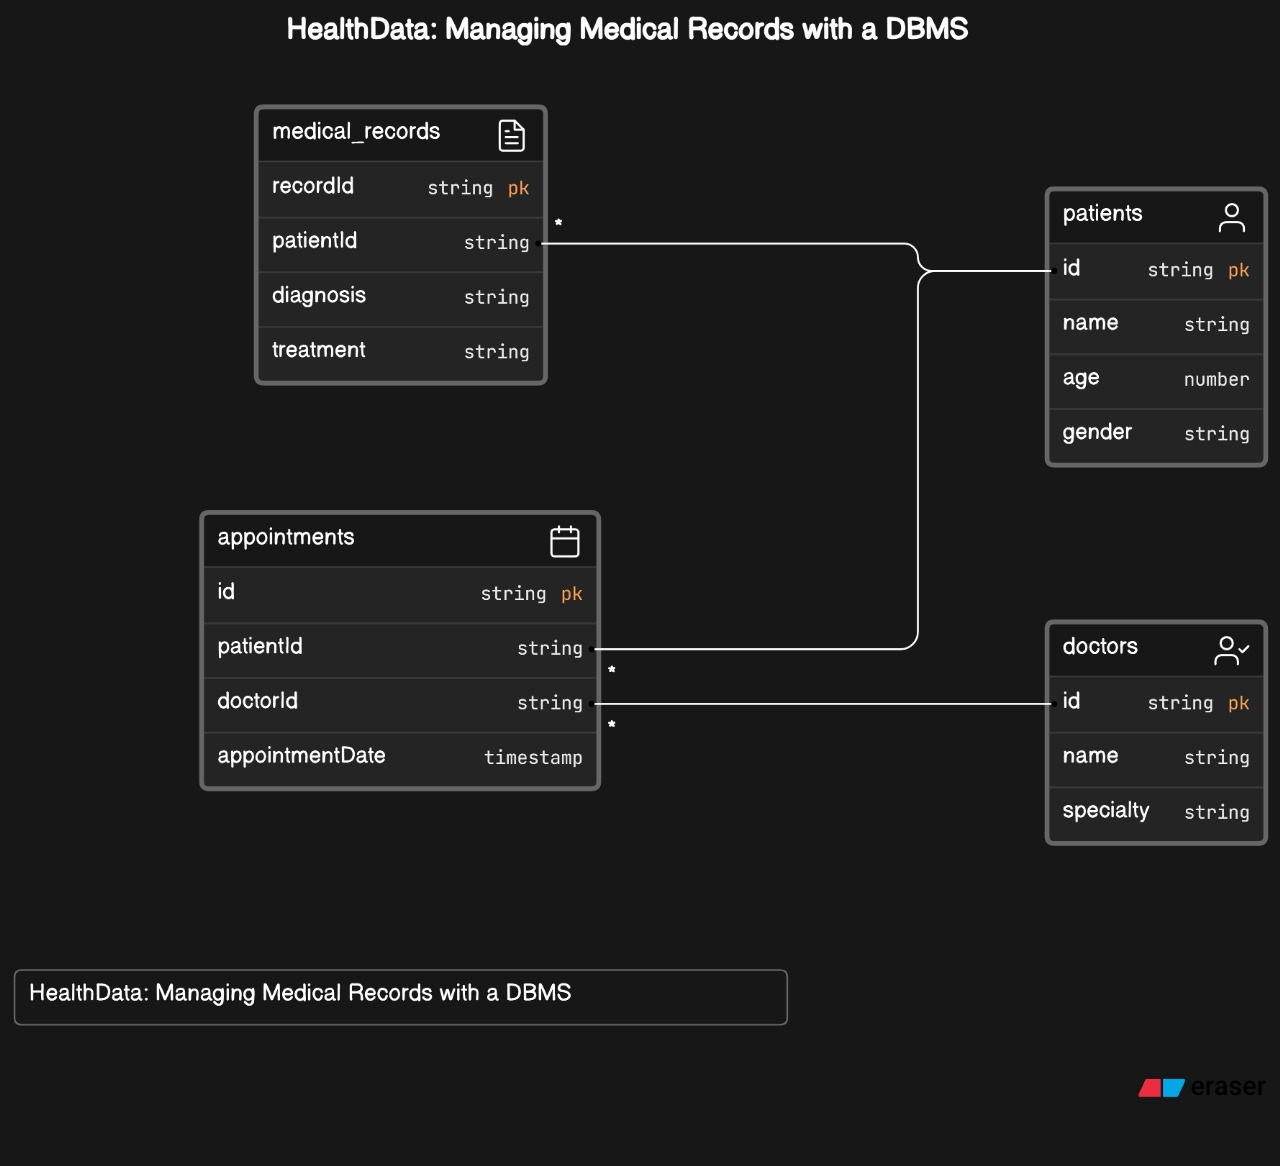 HealthData: Managing Medical Records with a DBMS
medical_records
recordId string pk
*
patientId string
diagnosis string
treatment string
patients
id string pk
name string
age number
gender string
appointments
id string pk
patientId string
*
doctorId string
*
appointmentDate timestamp
doctors
id string pk
name string
specialty string
HealthData: Managing Medical Records with a DBMS
eraser